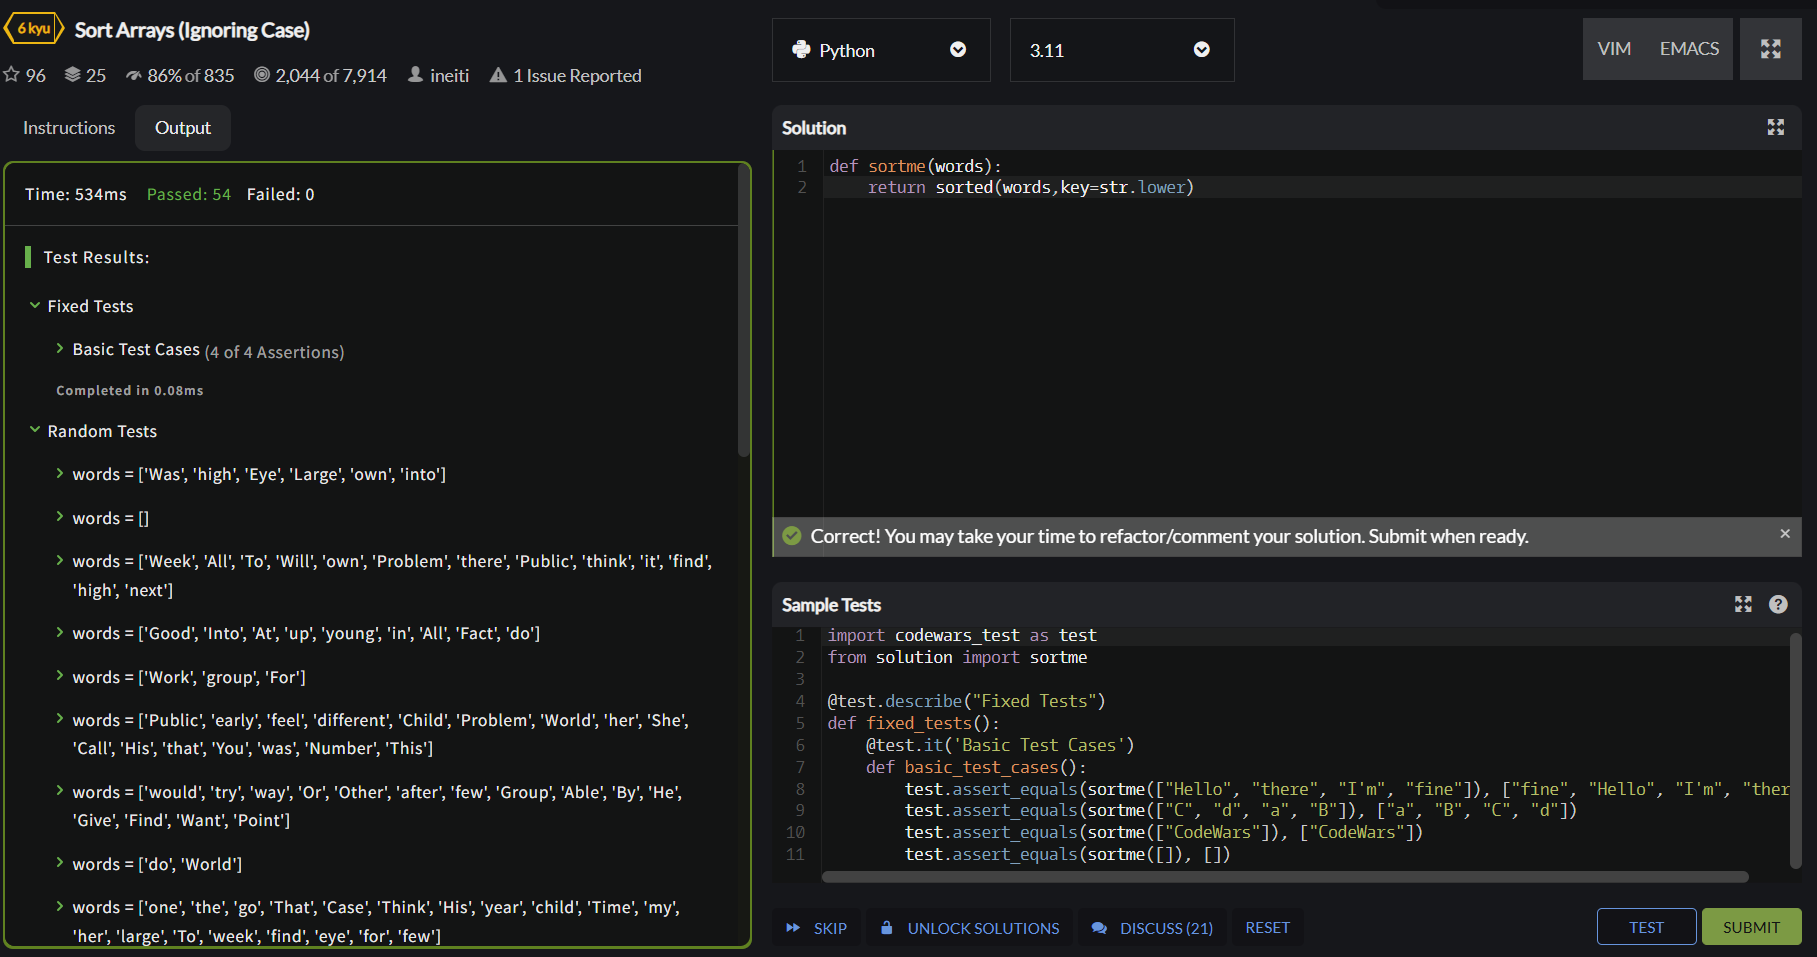 6 kyu Sort Arrays (Ignoring Case)
96 25 86% of 835 2,044 of 7,914 ineiti 1 Issue Reported
Instructions Output
Time: 534ms Passed: 54 Failed: 0
Test Results:
Fixed Tests
Basic Test Cases (4 of 4 Assertions)
Completed in 0.08ms
Random Tests
words = ['Was', 'high', 'Eye', 'Large', 'own', 'into']
words = []
words = ['Week', 'All', 'To', 'Will', 'own', 'Problem', 'there', 'Public', 'think', 'it', 'find',
'high', 'next']
words = ['Good', 'Into', 'At', 'up', 'young', 'in', 'All', 'Fact', 'do']
words = ['Work', 'group', 'For']
words = ['Public', 'early', 'feel', 'different', 'Child', 'Problem', 'World', 'her', 'She',
'Call', 'His', 'that', 'You', 'was', 'Number', 'This']
words = ['would', 'try', 'way', 'Or', 'Other', 'after', 'few', 'Group', 'Able', 'By', 'He',
'Give', 'Find', 'Want', 'Point']
words = ['do', 'World']
words = ['one', 'the', 'go', 'That', 'Case', 'Think', 'His', 'year', 'child', 'Time', 'my',
'her', 'large', 'To', 'week', 'find', 'eye', 'for', 'few']
Python 3.11 VIM EMACS
Solution
1 def sortme(words):
2     return sorted(words,key=str.lower)
Correct! You may take your time to refactor/comment your solution. Submit when ready. ×
Sample Tests ?
1 import codewars_test as test
2 from solution import sortme
3
4 @test.describe("Fixed Tests")
5 def fixed_tests():
6     @test.it('Basic Test Cases')
7     def basic_test_cases():
8         test.assert_equals(sortme(["Hello", "there", "I'm", "fine"]), ["fine", "Hello", "I'm", "ther
9         test.assert_equals(sortme(["C", "d", "a", "B"]), ["a", "B", "C", "d"])
10         test.assert_equals(sortme(["CodeWars"]), ["CodeWars"])
11         test.assert_equals(sortme([]), [])
SKIP UNLOCK SOLUTIONS DISCUSS (21) RESET TEST SUBMIT